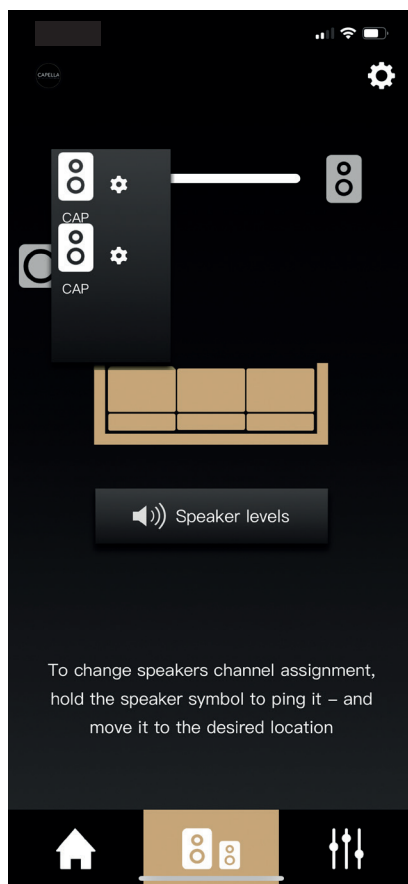 CAPELLA
CAP
CAP
Speaker levels
To change speakers channel assignment,
hold the speaker symbol to ping it – and
move it to the desired location